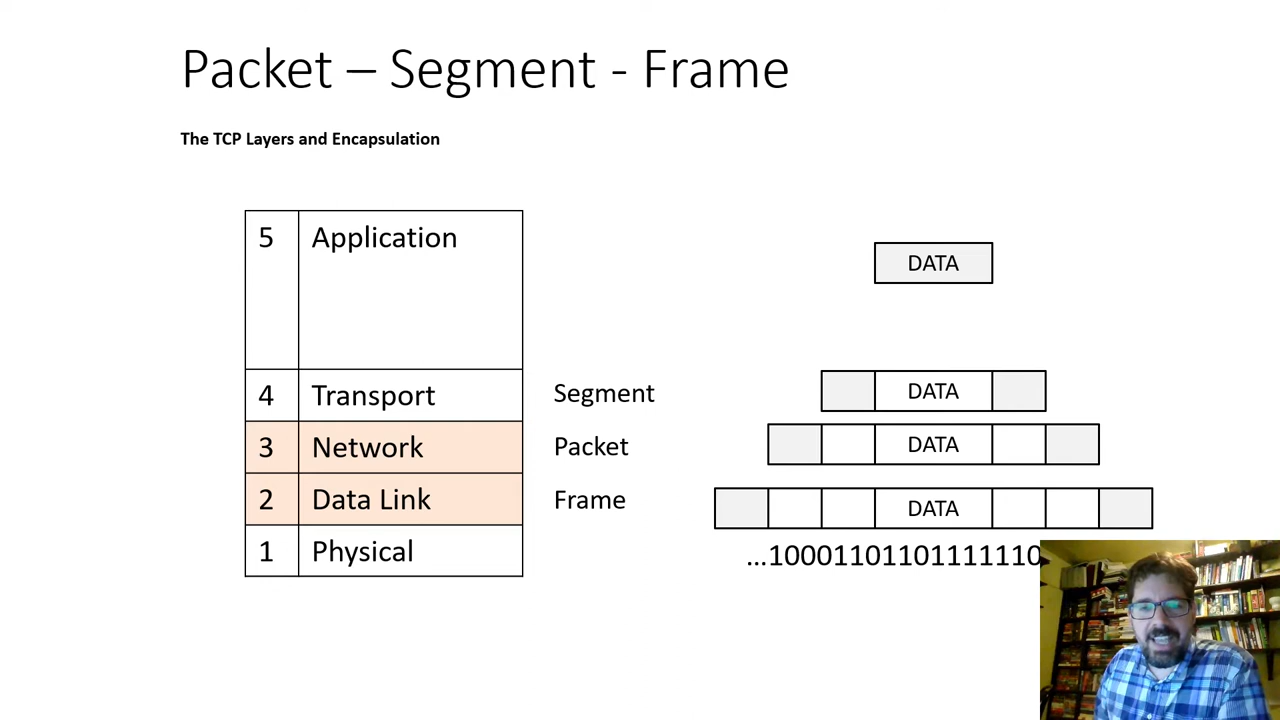 Packet – Segment - Frame
The TCP Layers and Encapsulation
5 Application
DATA
4 Transport Segment DATA
3 Network Packet DATA
2 Data Link Frame DATA
1 Physical …10001101101111110